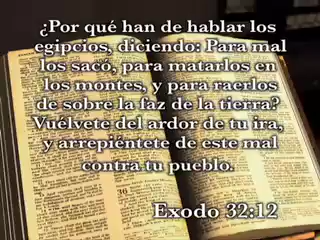 ¿Por qué han de hablar los
egipcios, diciendo: Para mal
los sacó, para matarlos en
los montes, y para raerlos
de sobre la faz de la tierra?
Vuélvete del ardor de tu ira,
y arrepiéntete de este mal
contra tu pueblo.
Exodo 32:12